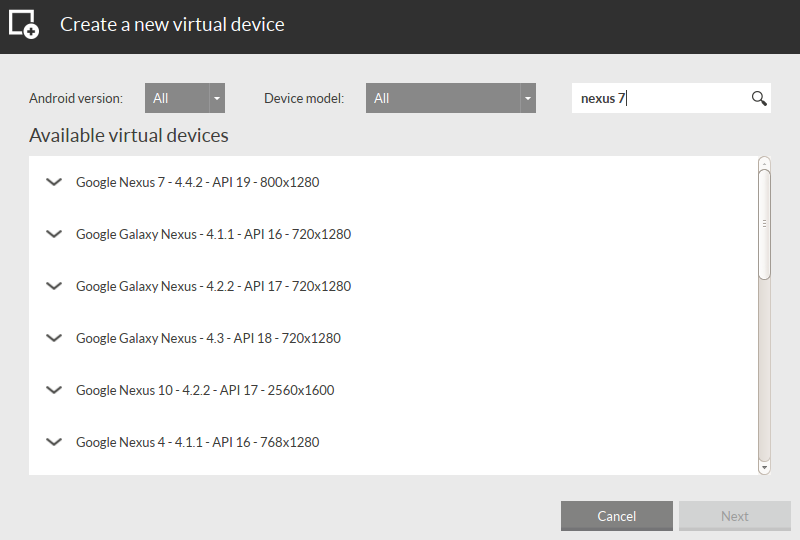 Create a new virtual device
Android version: All Device model: All nexus 7
Available virtual devices
Google Nexus 7 - 4.4.2 - API 19 - 800x1280
Google Galaxy Nexus - 4.1.1 - API 16 - 720x1280
Google Galaxy Nexus - 4.2.2 - API 17 - 720x1280
Google Galaxy Nexus - 4.3 - API 18 - 720x1280
Google Nexus 10 - 4.2.2 - API 17 - 2560x1600
Google Nexus 4 - 4.1.1 - API 16 - 768x1280
Cancel Next